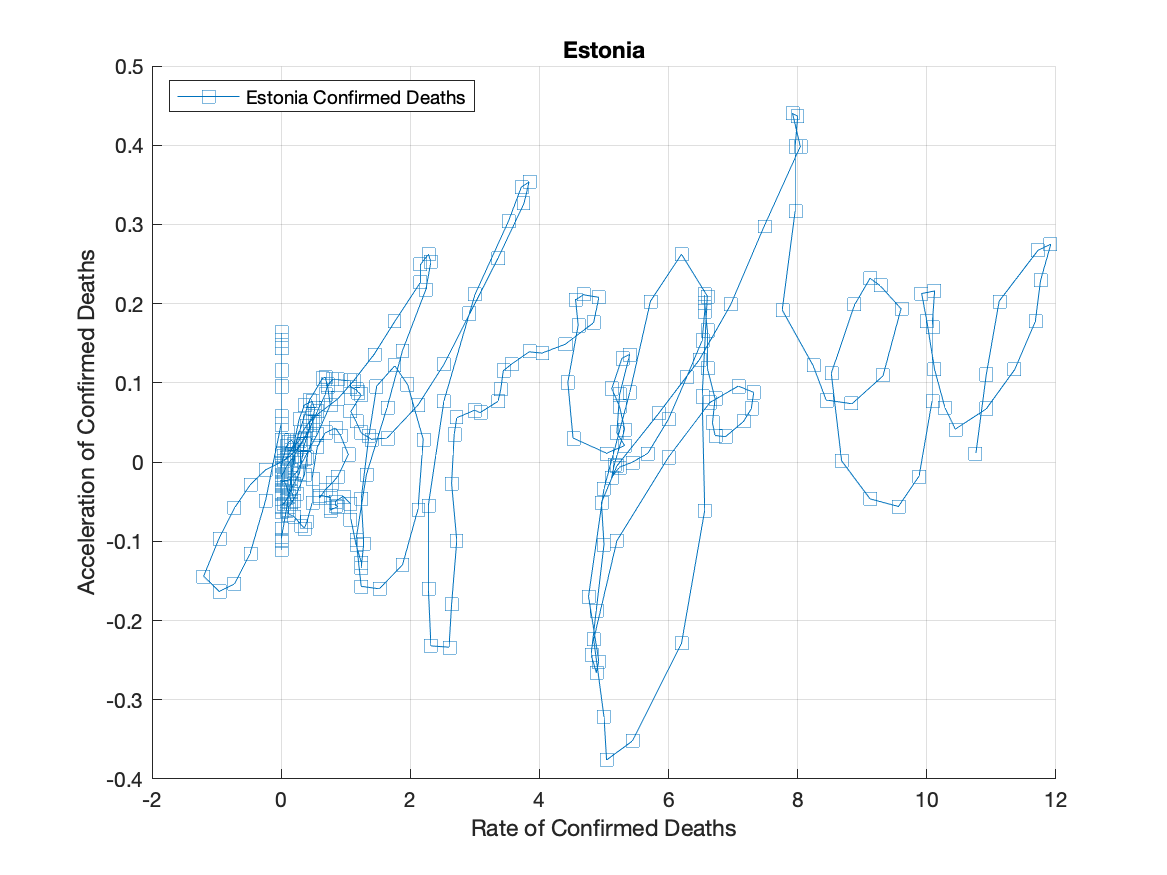 Estonia
0.5
Estonia Confirmed Deaths
0.4
0.3
0.2
0.1
0
-0.1
-0.2
-0.3
-0.4
Acceleration of Confirmed Deaths
-2 0 2 4 6 8 10 12
Rate of Confirmed Deaths